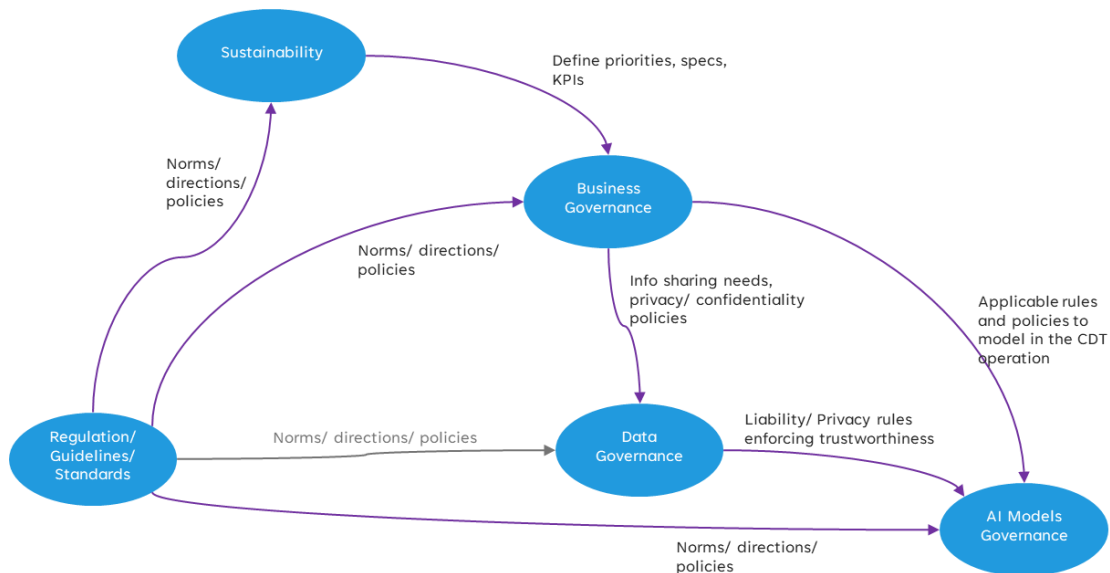 Sustainability
Define priorities, specs,
KPIs
Norms/
directions/
policies
Business
Governance
Norms/ directions/
policies
Info sharing needs,
privacy/ confidentiality
policies
Applicable rules
and policies to
model in the CDT
operation
Regulation/
Guidelines/
Standards
Norms/ directions/ policies
Data
Governance
Liability/ Privacy rules
enforcing trustworthiness
AI Models
Governance
Norms/ directions/
policies